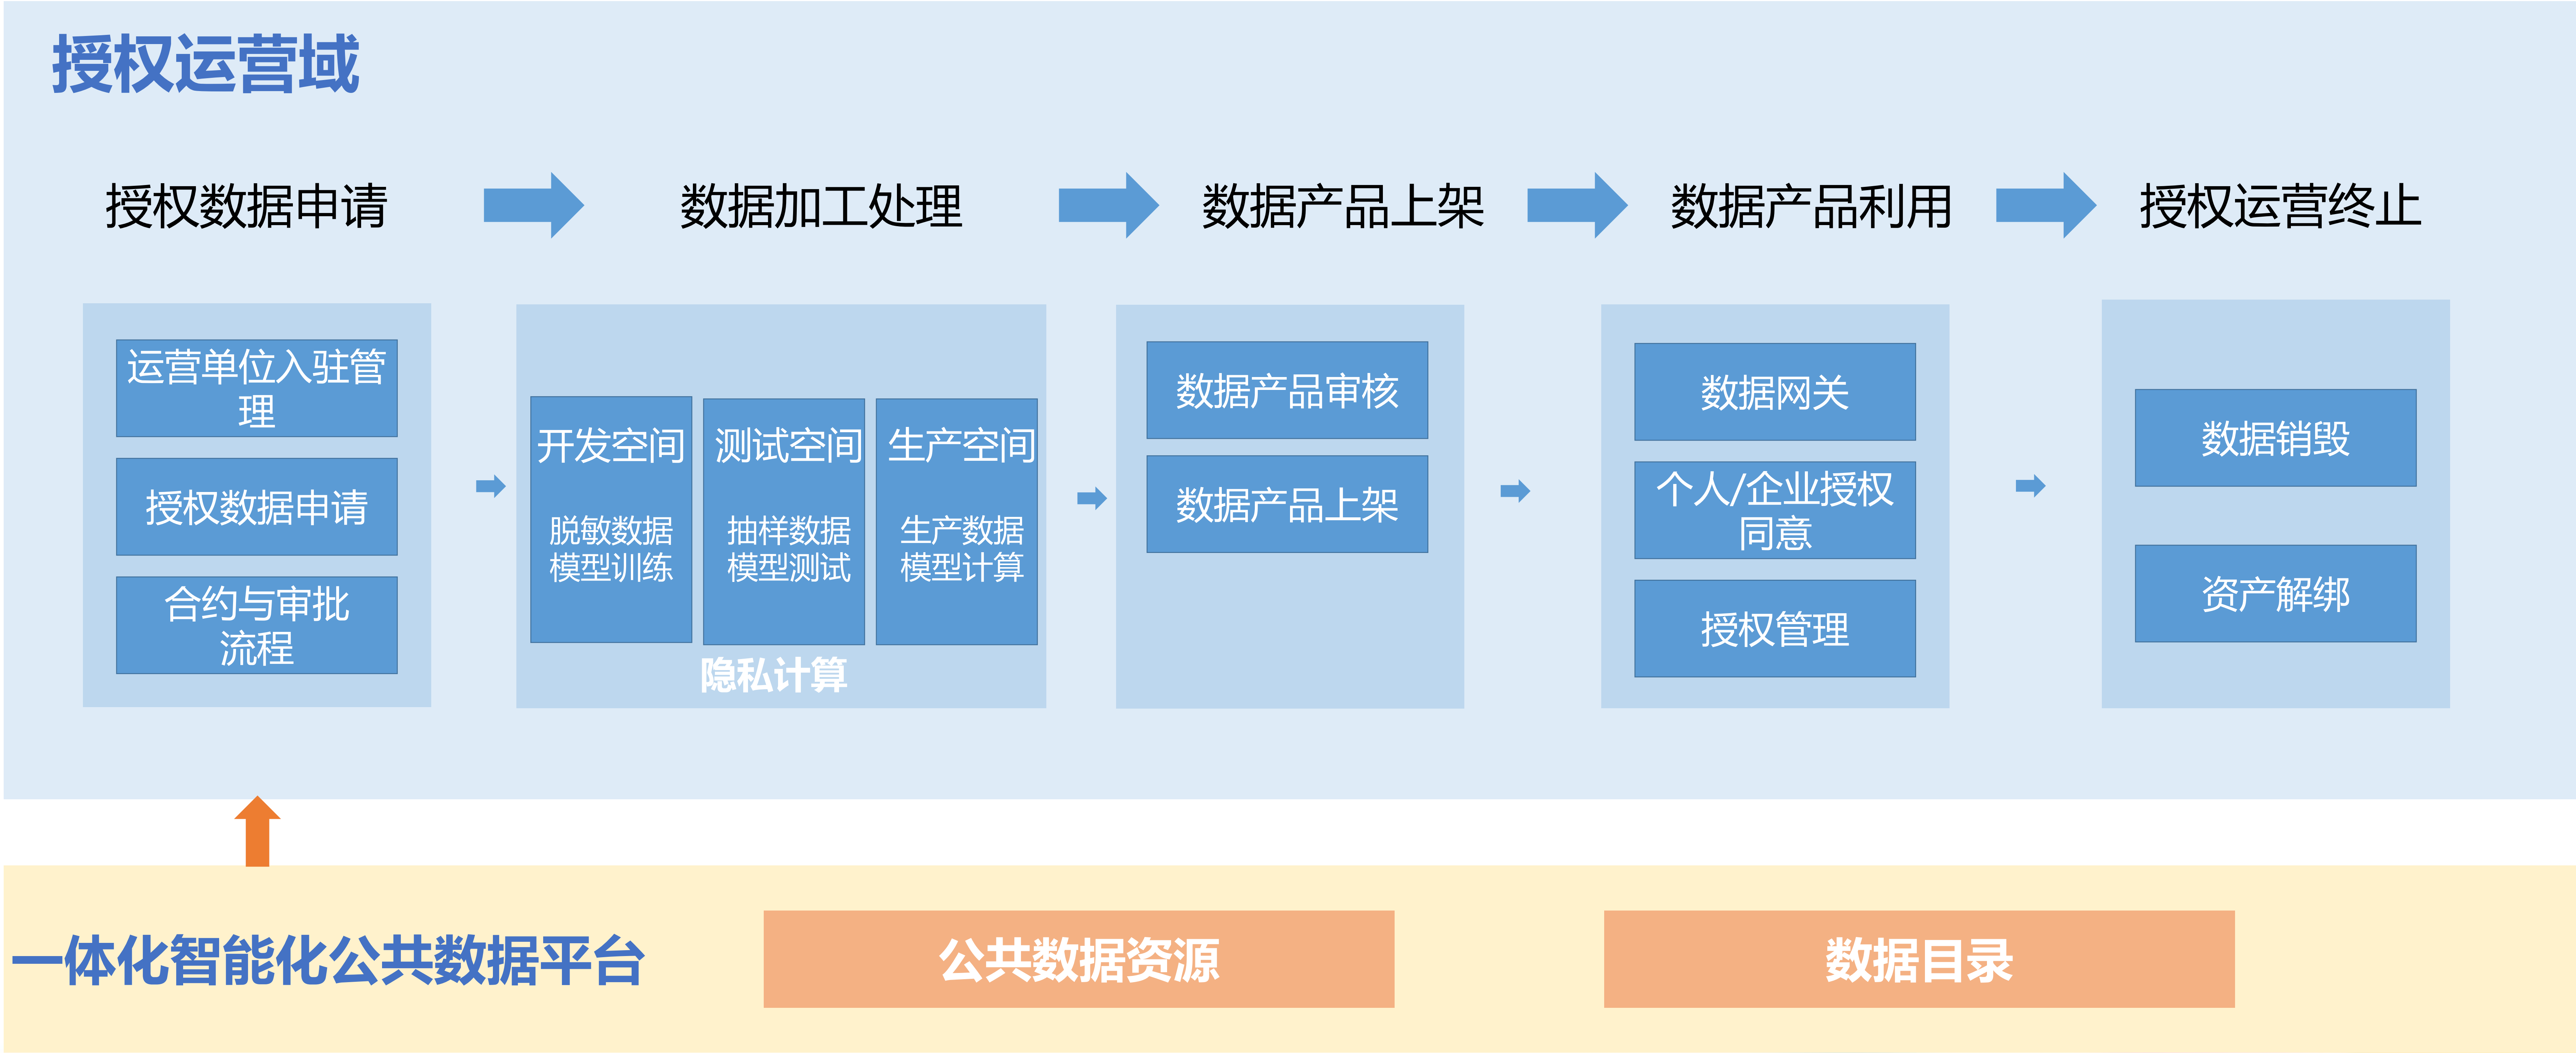 授权运营域
授权数据申请
数据加工处理
数据产品上架
数据产品利用
授权运营终止
运营单位入驻管
理
授权数据申请
合约与审批
流程
开发空间
脱敏数据
模型训练
测试空间
抽样数据
模型测试
生产空间
生产数据
模型计算
隐私计算
数据产品审核
数据产品上架
数据网关
个人/企业授权
同意
授权管理
数据销毁
资产解绑
一体化智能化公共数据平台
公共数据资源
数据目录